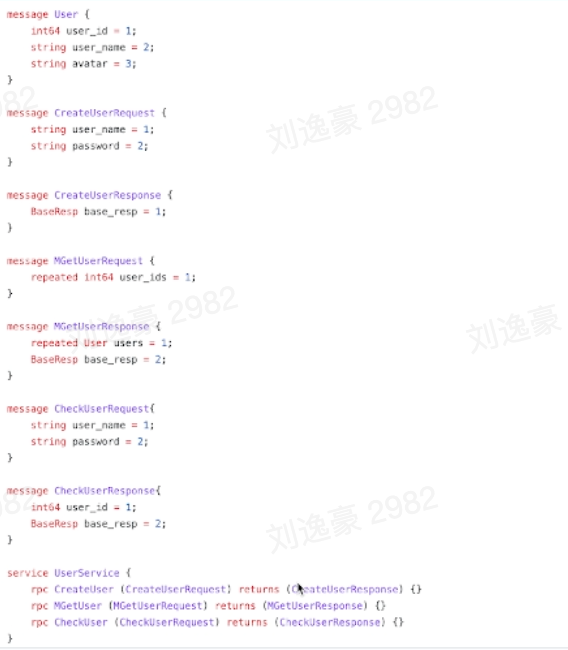 message User {
    int64 user_id = 1;
    string user_name = 2;
    string avatar = 3;
}
message CreateUserRequest {
    string user_name = 1;
    string password = 2;
}
message CreateUserResponse {
    BaseResp base_resp = 1;
}
message MGetUserRequest {
    repeated int64 user_ids = 1;
}
message MGetUserResponse {
    repeated User users = 1;
    BaseResp base_resp = 2;
}
message CheckUserRequest{
    string user_name = 1;
    string password = 2;
}
message CheckUserResponse{
    int64 user_id = 1;
    BaseResp base_resp = 2;
}
service UserService {
    rpc CreateUser (CreateUserRequest) returns (CreateUserResponse) {}
    rpc MGetUser (MGetUserRequest) returns (MGetUserResponse) {}
    rpc CheckUser (CheckUserRequest) returns (CheckUserResponse) {}
}
82
刘逸豪 2982
刘逸豪 2982
刘逸豪
982
刘逸豪 2982